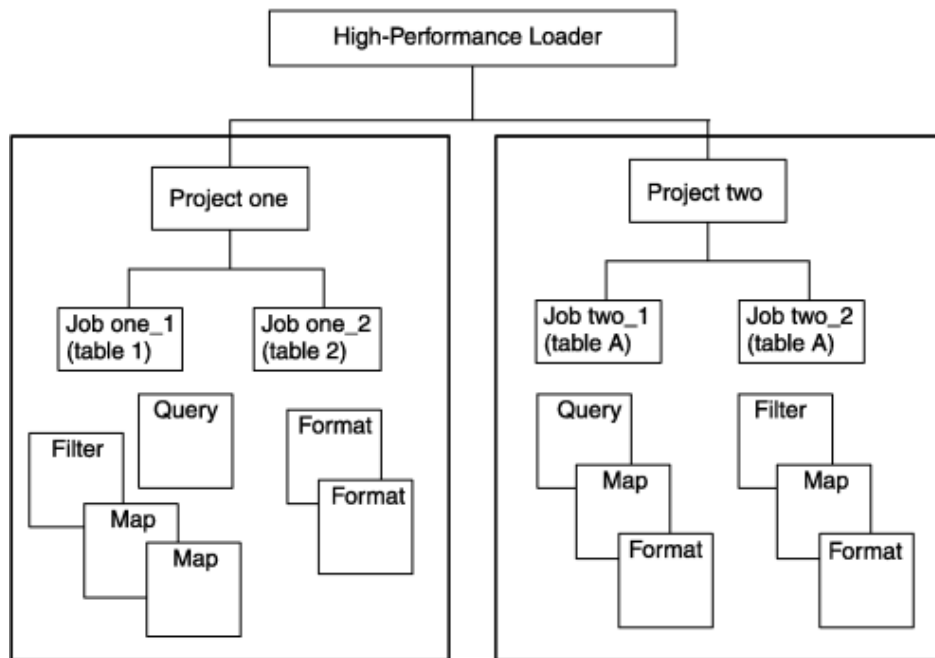 High-Performance Loader
Project one
Project two
Job one_1
(table 1)
Job one_2
(table 2)
Job two_1
(table A)
Job two_2
(table A)
Query
Filter
Map
Map
Format
Format
Query
Map
Format
Filter
Map
Format